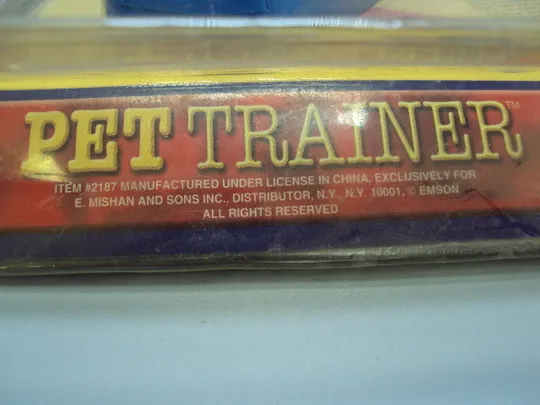 PET TRAINER™
ITEM #2187 MANUFACTURED UNDER LICENSE IN CHINA, EXCLUSIVELY FOR
E. MISHAN AND SONS INC., DISTRIBUTOR, N.Y., N.Y. 10001, © EMSON
ALL RIGHTS RESERVED